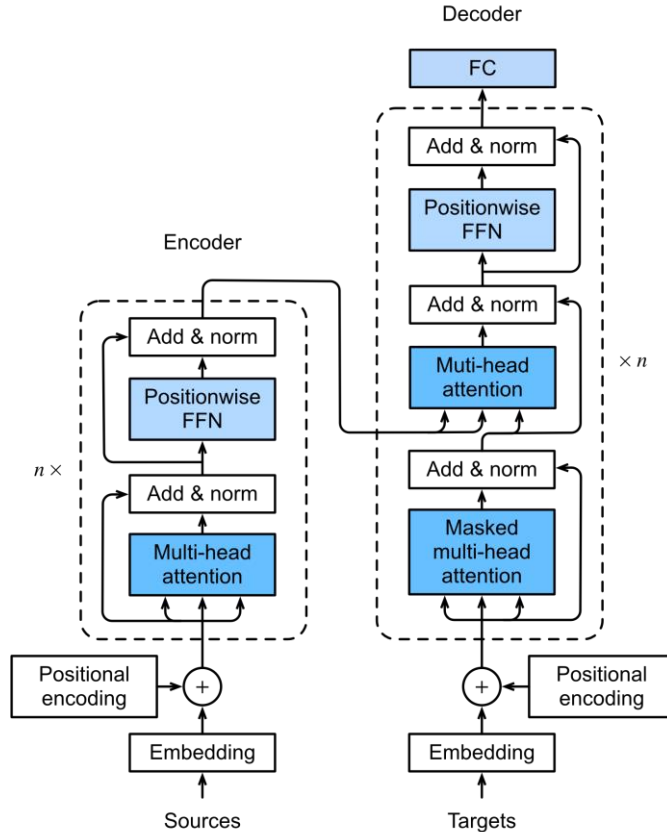 Decoder
FC
Add & norm
Positionwise
FFN
Add & norm
Muti-head
attention
× n
Add & norm
Masked
multi-head
attention
Positional
encoding
+
Embedding
Targets
Encoder
Add & norm
Positionwise
FFN
n ×
Add & norm
Multi-head
attention
Positional
encoding
+
Embedding
Sources